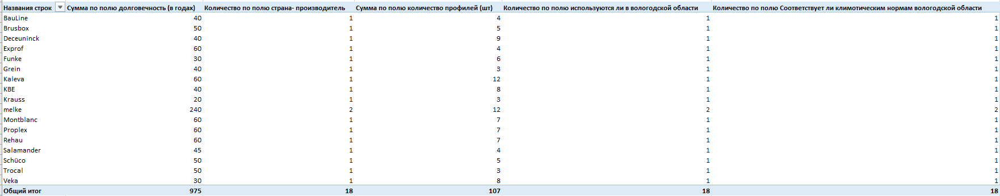 Названия строк Сумма по полю долговечность (в годах) Количество по полю страна- производитель Сумма по полю количество профилей (шт) Количество по полю используются ли в вологодской области Количество по полю Соответствует ли климотическим нормам вологодской области
BauLine 40 1 4 1 1
Brusbox 50 1 5 1 1
Deceuninck 40 1 9 1 1
Exprof 60 1 4 1 1
Funke 30 1 6 1 1
Grein 40 1 3 1 1
Kaleva 60 1 12 1 1
KBE 40 1 8 1 1
Krauss 20 1 3 1 1
melke 240 2 12 2 2
Montblanc 60 1 7 1 1
Proplex 60 1 7 1 1
Rehau 60 1 7 1 1
Salamander 45 1 4 1 1
Schüco 50 1 5 1 1
Trocal 50 1 3 1 1
Veka 30 1 8 1 1
Общий итог 975 18 107 18 18